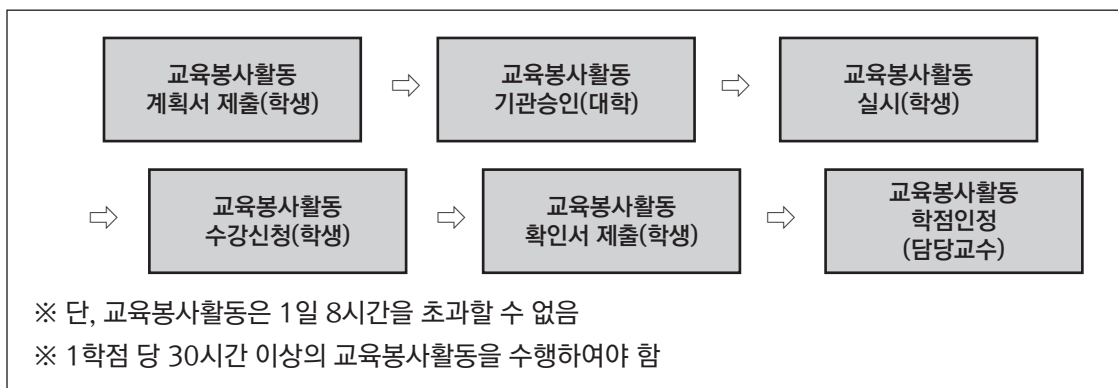 교육봉사활동
계획서 제출(학생)
⇨
교육봉사활동
기관승인(대학)
⇨
교육봉사활동
실시(학생)
⇨
교육봉사활동
수강신청(학생)
⇨
교육봉사활동
확인서 제출(학생)
⇨
교육봉사활동
학점인정
(담당교수)
※ 단, 교육봉사활동은 1일 8시간을 초과할 수 없음
※ 1학점 당 30시간 이상의 교육봉사활동을 수행하여야 함